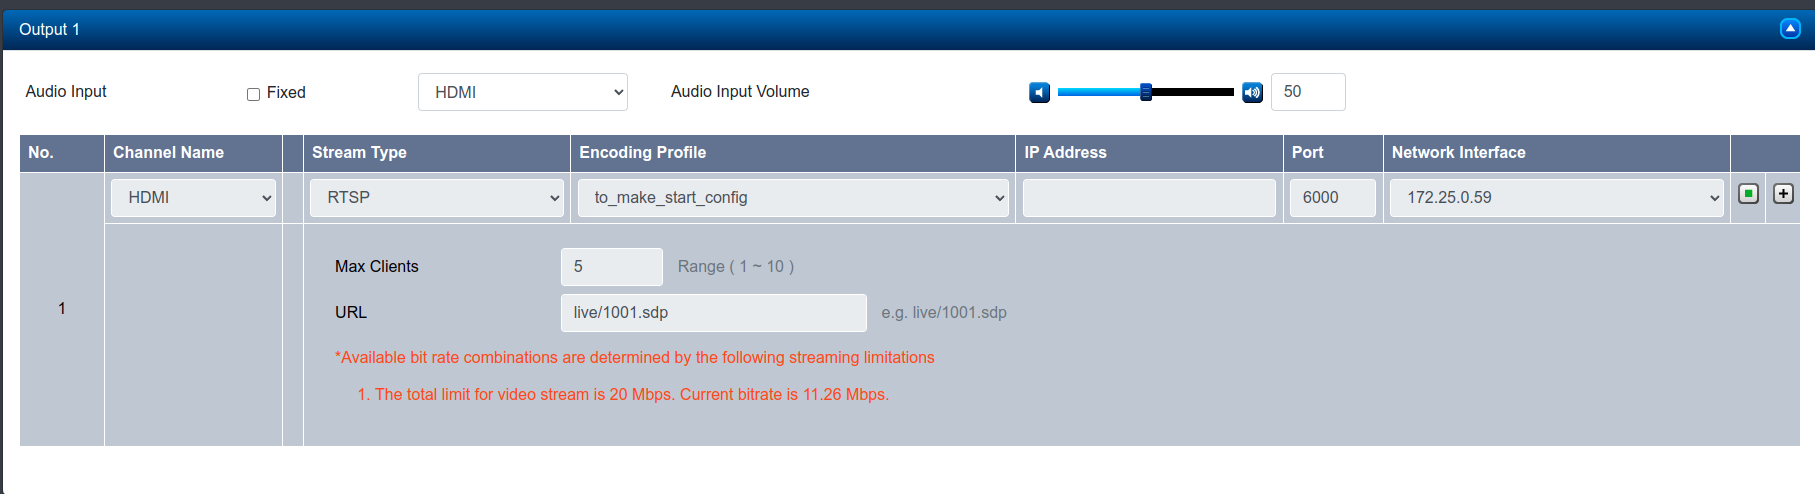 Output 1
Audio Input Fixed HDMI Audio Input Volume 50
No. Channel Name Stream Type Encoding Profile IP Address Port Network Interface
HDMI RTSP to_make_start_config 6000 172.25.0.59
1
Max Clients 5 Range ( 1 ~ 10 )
URL live/1001.sdp e.g. live/1001.sdp
*Available bit rate combinations are determined by the following streaming limitations
1. The total limit for video stream is 20 Mbps. Current bitrate is 11.26 Mbps.